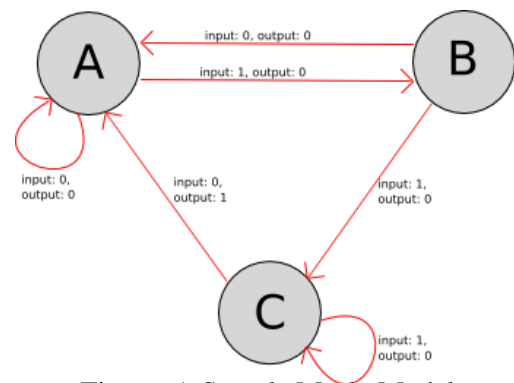 A
B
input: 0, output: 0
input: 1, output: 0
input: 0,
output: 0
input: 0,
output: 1
input: 1,
output: 0
C
input: 1,
output: 0